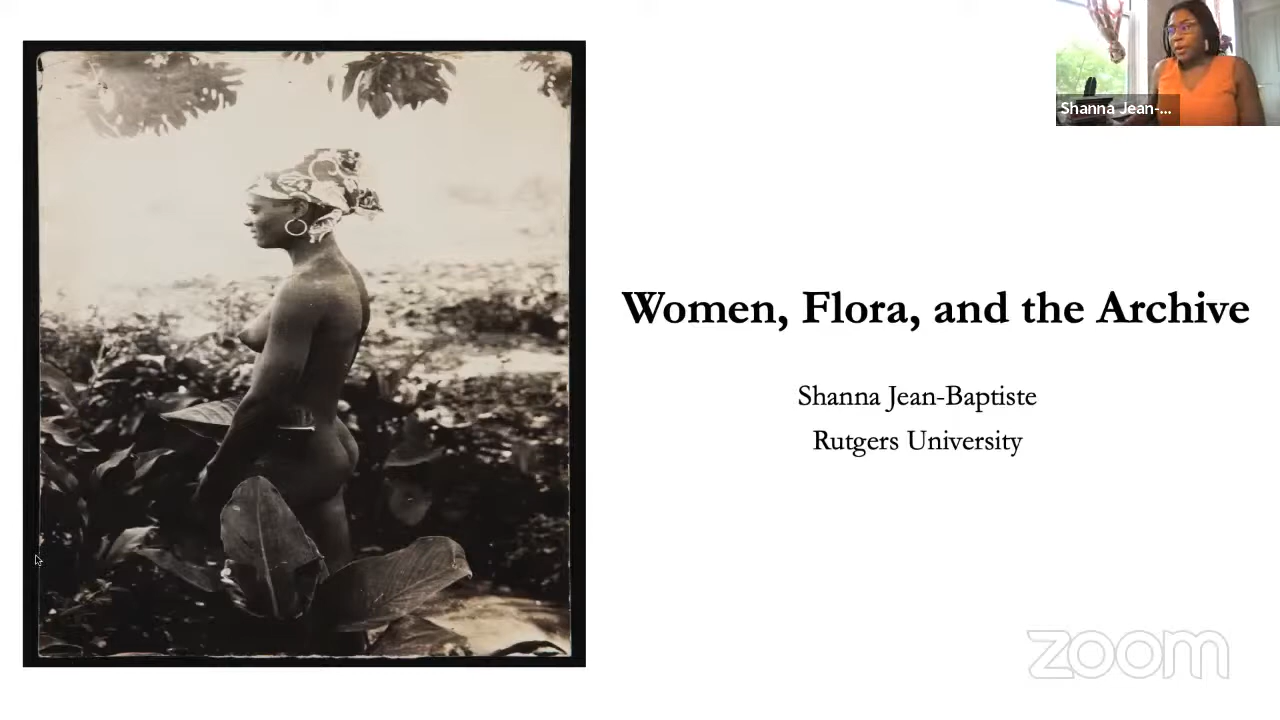 Shanna Jean-...
Women, Flora, and the Archive
Shanna Jean-Baptiste
Rutgers University
zoom